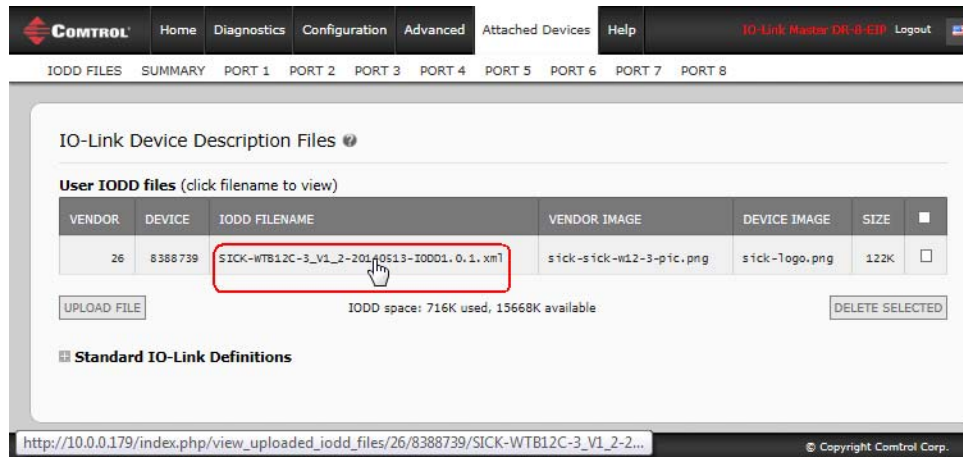 COMTROL Home Diagnostics Configuration Advanced Attached Devices Help IO-Link Master DR-8-EIP Logout
IODD FILES SUMMARY PORT 1 PORT 2 PORT 3 PORT 4 PORT 5 PORT 6 PORT 7 PORT 8
IO-Link Device Description Files ?
User IODD files (click filename to view)
VENDOR DEVICE IODD FILENAME VENDOR IMAGE DEVICE IMAGE SIZE
26 8388739 SICK-WTB12C-3_V1_2-20140513-IODD1.0.1.xml sick-sick-w12-3-pic.png sick-logo.png 122K
UPLOAD FILE IODD space: 716K used, 15668K available DELETE SELECTED
Standard IO-Link Definitions
http://10.0.0.179/index.php/view_uploaded_iodd_files/26/8388739/SICK-WTB12C-3_V1_2-2... © Copyright Comtrol Corp.